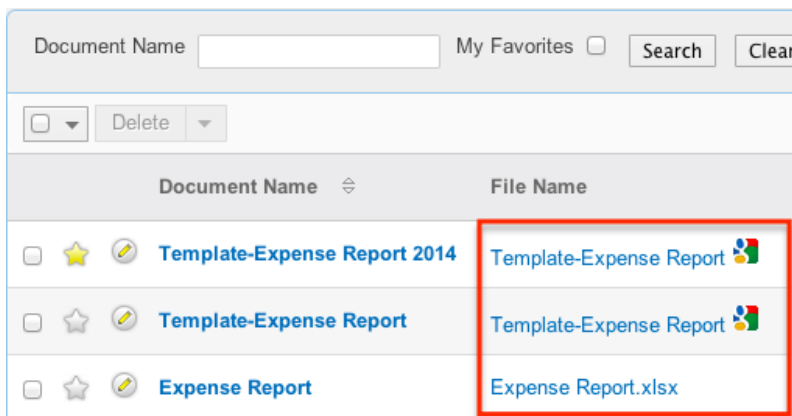 Document Name My Favorites Search Clear
Delete
Document Name File Name
Template-Expense Report 2014 Template-Expense Report
Template-Expense Report Template-Expense Report
Expense Report Expense Report.xlsx